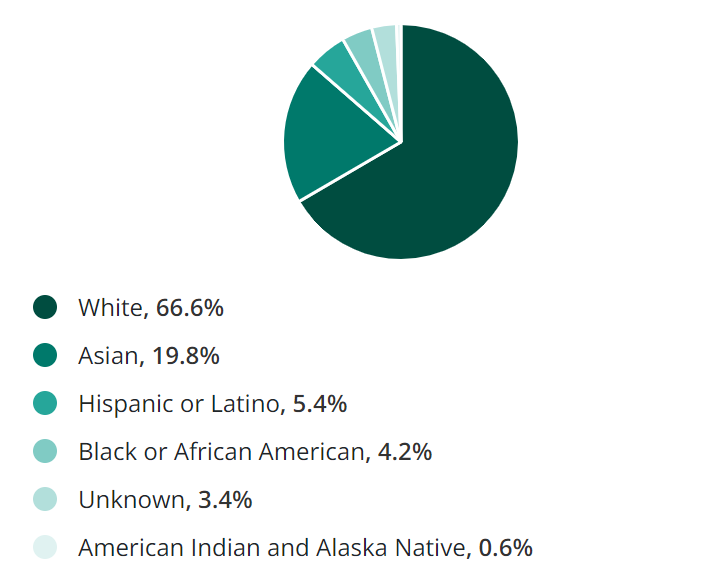 White, 66.6%
Asian, 19.8%
Hispanic or Latino, 5.4%
Black or African American, 4.2%
Unknown, 3.4%
American Indian and Alaska Native, 0.6%